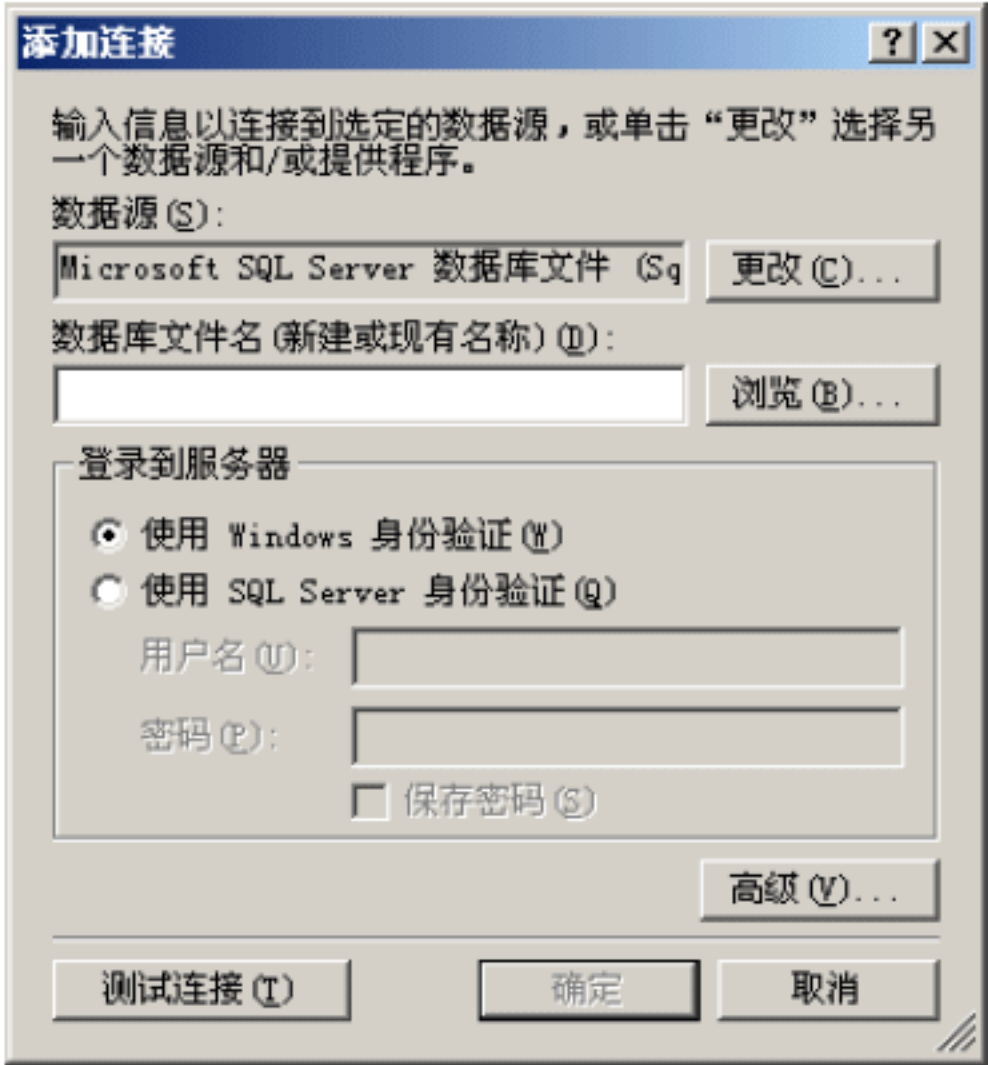 添加连接
输入信息以连接到选定的数据源，或单击“更改”选择另
一个数据源和/或提供程序。
数据源(S):
Microsoft SQL Server 数据库文件 (Sq
更改(C)...
数据库文件名(新建或现有名称)(D):
浏览(B)...
登录到服务器
使用 Windows 身份验证(W)
使用 SQL Server 身份验证(Q)
用户名(U):
密码(P):
保存密码(S)
高级(V)...
测试连接(T)
确定
取消